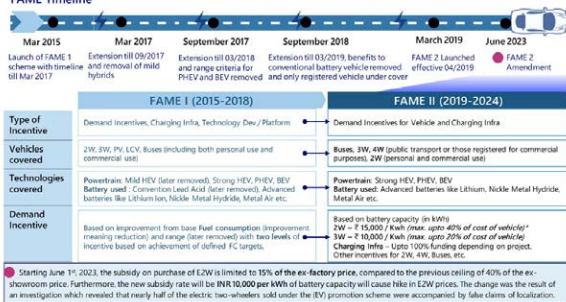 FAME Timeline
Mar 2015
Mar 2017
September 2017
September 2018
March 2019
June 2023
Launch of FAME 1
scheme with timeline
till Mar 2017
Extension till 09/2017
and removal of mild
hybrids
Extension till 03/2018
and range criteria for
PHEV and BEV removed
Extension till 03/2019, benefits to
conventional battery vehicle removed
and only registered vehicle under cover
FAME 2 Launched
effective 04/2019
FAME 2
Amendment
FAME I (2015-2018)
FAME II (2019-2024)
Type of
Incentive
Demand Incentives, Charging Infra, Technology Dev / Platform
Demand Incentives for Vehicle and Charging Infra
Vehicles
covered
2W, 3W, PV, LCV, Buses (including both personal use and
commercial use)
Buses, 3W, 4W (public transport or those registered for commercial
purposes), 2W (personal and commercial use)
Technologies
covered
Powertrain: Mild HEV (later removed), Strong HEV, PHEV, BEV
Battery used : Convention Lead Acid (later removed), Advanced
batteries like Lithium Ion, Nickle Metal Hydride, Metal Air etc.
Powertrain: Strong HEV, PHEV, BEV
Battery used: Advanced batteries like Lithium, Nickle Metal Hydride,
Metal Air etc.
Demand
Incentive
Based on improvement from base Fuel consumption (improvement
meaning reduction) and range (later removed) with two levels of
incentive based on achievement of defined FC targets.
Based on battery capacity (in kWh)
2W – ₹ 15,000 / Kwh (max. upto 40% of cost of vehicle)*
3W – ₹ 10,000 / Kwh (max. upto 20% of cost of vehicle)
Charging Infra – Upto 100% funding depending on project.
Other incentives for 2W, 4W, Buses, etc.
Starting June 1st, 2023, the subsidy on purchase of E2W is limited to 15% of the ex-factory price, compared to the previous ceiling of 40% of the ex-
showroom price. Furthermore, the new subsidy rate will be INR 10,000 per kWh of battery capacity will cause hike in E2W prices. The change was the result of
an investigation which revealed that nearly half of the electric two-wheelers sold under the (EV) promotion scheme were accompanied by false claims of localisation.